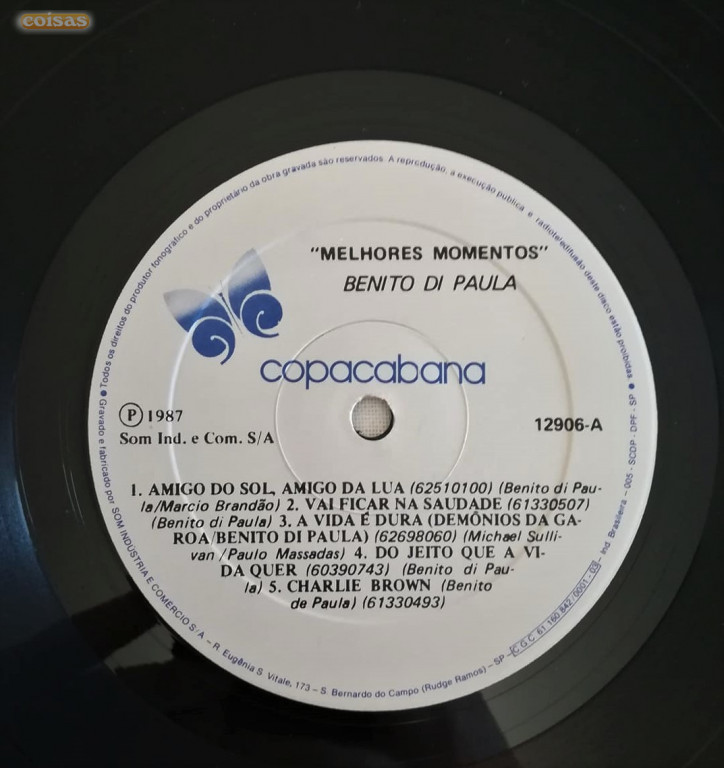 coisas
Todos os direitos do produtor fonográfico e do proprietário da obra gravada são reservados. A reprodução, a execução pública e radioteledifusão deste disco estão proibidas
"MELHORES MOMENTOS"
BENITO DI PAULA
copacabana
Ⓟ 1987
Som Ind. e Com. S/A
12906-A
1. AMIGO DO SOL, AMIGO DA LUA (62510100) (Benito di Pau-
la/Marcio Brandão) 2. VAI FICAR NA SAUDADE (61330507)
(Benito di Paula) 3. A VIDA É DURA (DEMÔNIOS DA GA-
ROA/BENITO DI PAULA) (62698060) (Michael Sulli-
van/Paulo Massadas) 4. DO JEITO QUE A VI-
DA QUER (60390743) (Benito di Pau-
la) 5. CHARLIE BROWN (Benito
de Paula) (61330493)
● Gravado e fabricado por SOM INDÚSTRIA E COMÉRCIO S/A – R. Eugênia S. Vitale, 173 – S. Bernardo do Campo (Rudge Ramos) – SP – C.G.C. 61.160.842.0001-03 – Ind. Brasileira – 005 - SCDP - DPF - SP ●